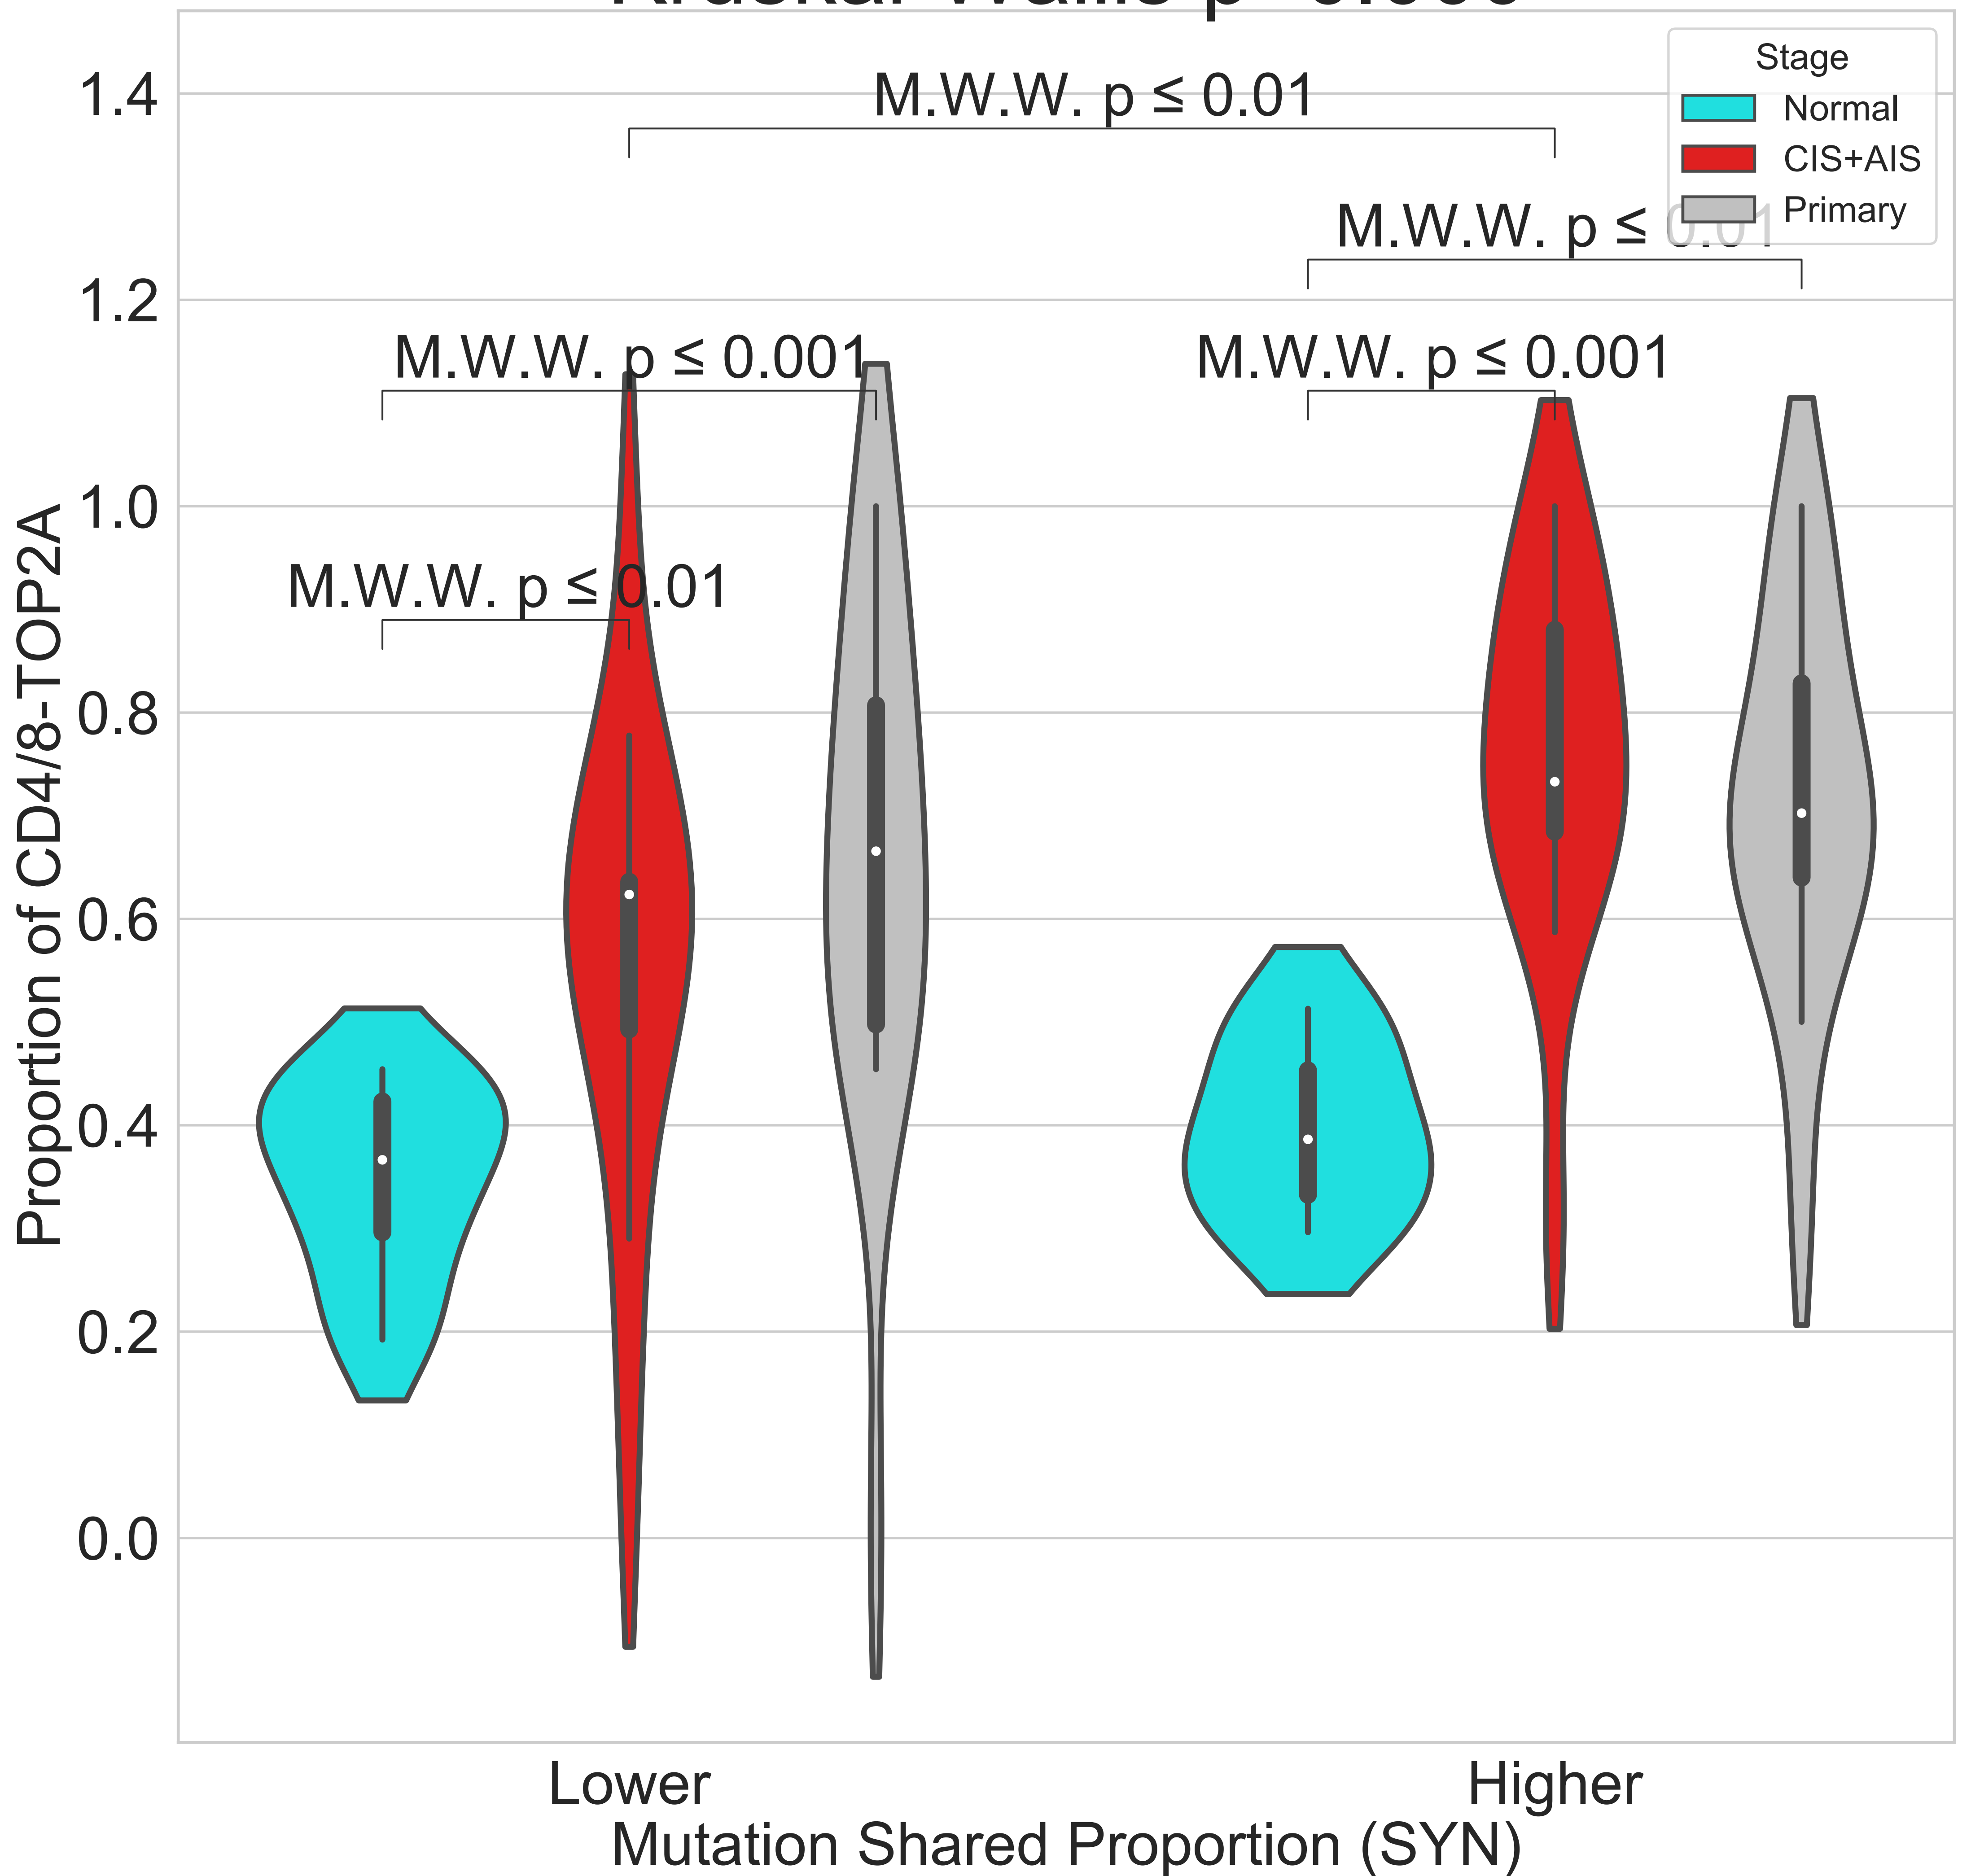 M.W.W. p ≤ 0.01
M.W.W. p ≤ 0.01
M.W.W. p ≤ 0.001
M.W.W. p ≤ 0.001
M.W.W. p ≤ 0.01
Stage
Normal
CIS+AIS
Primary
1.4
1.2
1.0
0.8
0.6
0.4
0.2
0.0
Proportion of CD4/8-TOP2A
Lower
Higher
Mutation Shared Proportion (SYN)